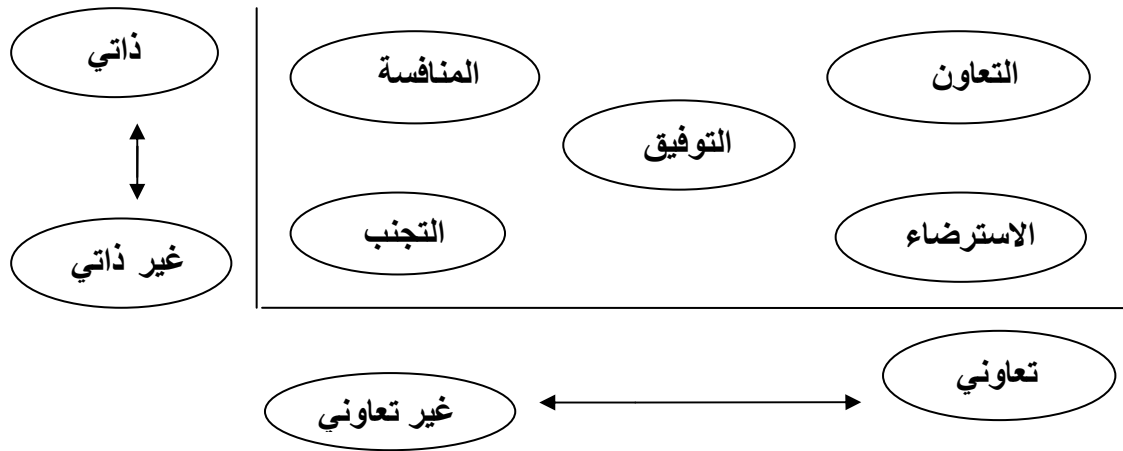 ذاتي
التعاون
المنافسة
التوفيق
غير ذاتي
الاسترضاء
التجنب
تعاوني
غير تعاوني